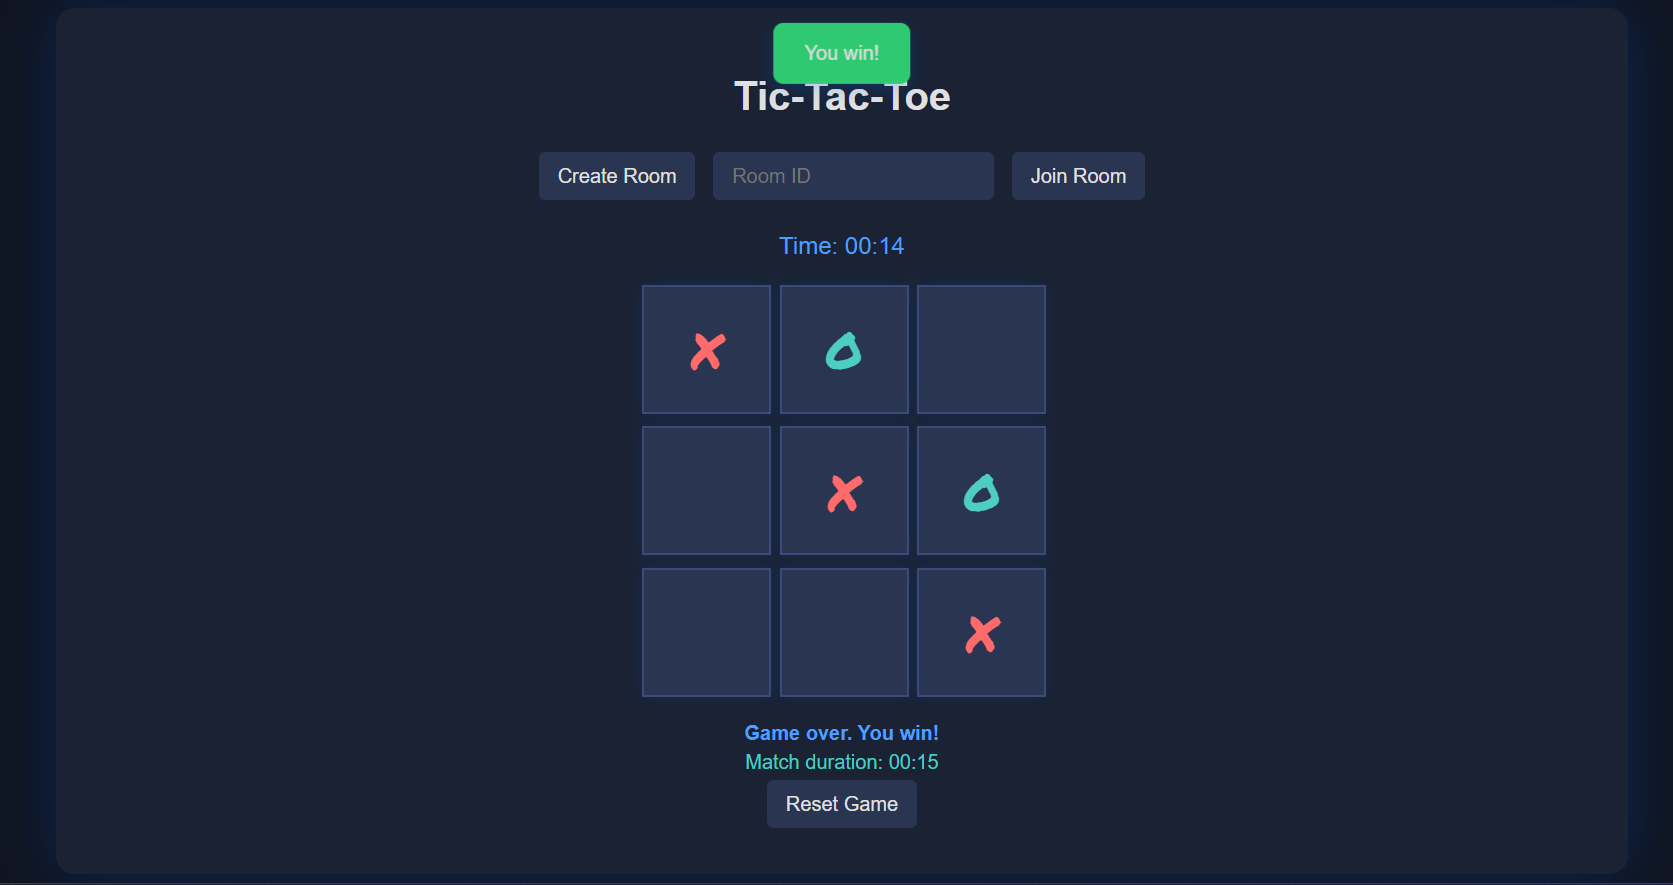 You win!
Tic-Tac-Toe
Create Room
Room ID
Join Room
Time: 00:14
X O
X O
X
Game over. You win!
Match duration: 00:15
Reset Game